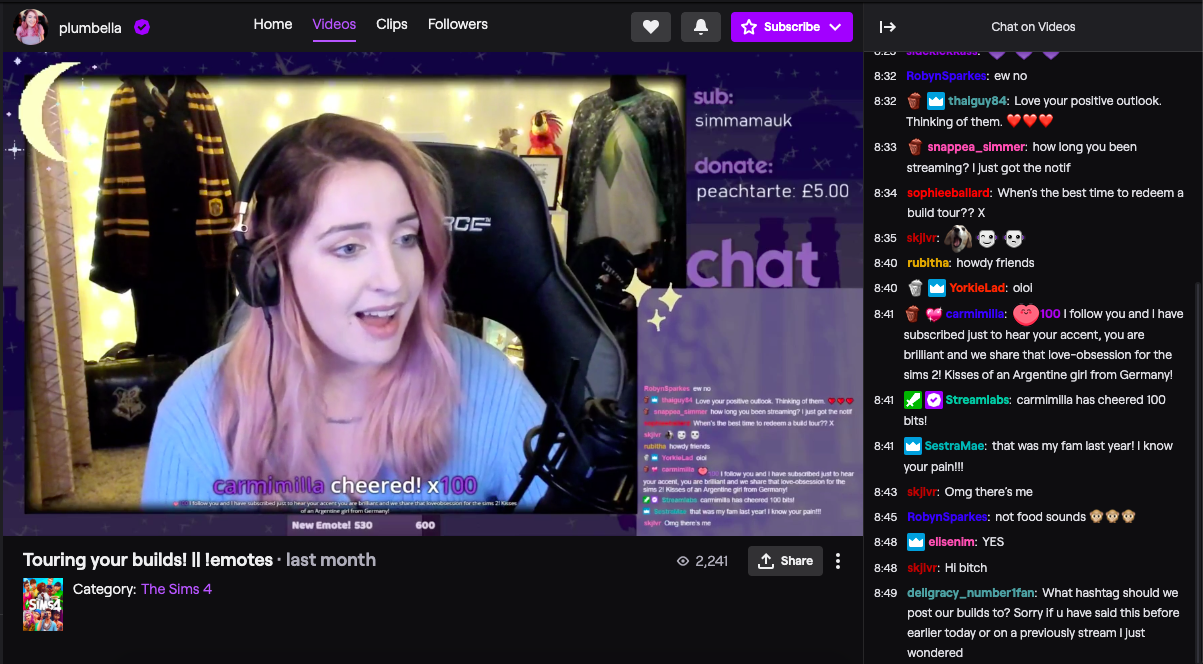 plumbella
Home
Videos
Clips
Followers
Subscribe
Chat on Videos
sub:
simmamauk
donate:
peachtarte: £5.00
chat
RobynSparkes ew no
thaiguy84 Love your positive outlook. Thinking of them.
snappea_simmer how long you been streaming? I just got the notif
When's the best time to redeem a build tour?? X
skjlvr
rubitha howdy friends
YorkieLad oioi
carmimilla I follow you and I have subscribed just to hear
your accent, you are brilliant and we share that love-obsession for the
sims 2! Kisses of an Argentine girl from Germany!
Streamlabs carmimilla has cheered 100 bits!
SestraMae that was my fam last year! I know your pain!!!
skjlvr Omg there's me
carmimilla cheered! x100
I follow you and I have subscribed just to hear your accent, you are brilliant and we share that love-obsession for the sims 2! Kisses
of an Argentine girl from Germany!
New Emote! 530 600
Touring your builds! || !emotes · last month
2,241
Share
SIMS4
Category: The Sims 4
8:32 RobynSparkes: ew no
8:32 thaiguy84: Love your positive outlook.
Thinking of them.
8:33 snappea_simmer: how long you been
streaming? I just got the notif
8:34 sophieeballard: When's the best time to redeem a
build tour?? X
8:35 skjlvr:
8:40 rubitha: howdy friends
8:40 YorkieLad: oioi
8:41 carmimilla: 100 I follow you and I have
subscribed just to hear your accent, you are
brilliant and we share that love-obsession for the
sims 2! Kisses of an Argentine girl from Germany!
8:41 Streamlabs: carmimilla has cheered 100
bits!
8:41 SestraMae: that was my fam last year! I know
your pain!!!
8:43 skjlvr: Omg there's me
8:45 RobynSparkes: not food sounds
8:48 elisenim: YES
8:48 skjlvr: Hi bitch
8:49 deligracy_number1fan: What hashtag should we
post our builds to? Sorry if u have said this before
earlier today or on a previously stream I just
wondered